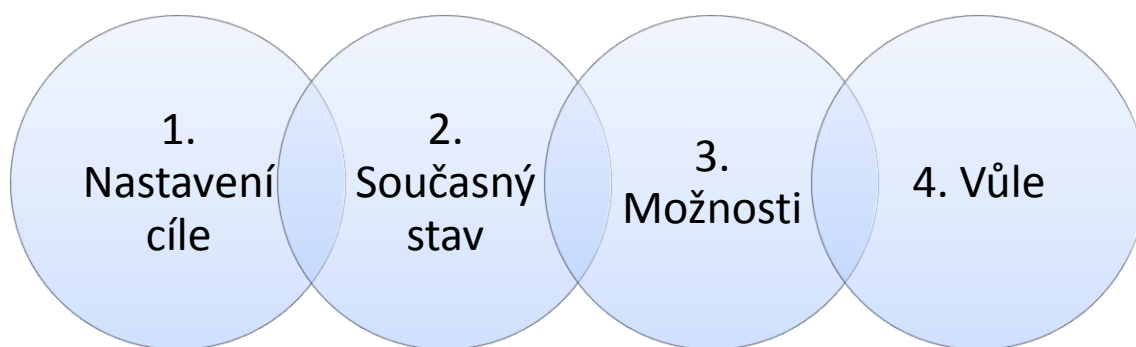 1.
Nastavení
cíle
2.
Současný
stav
3.
Možnosti
4. Vůle